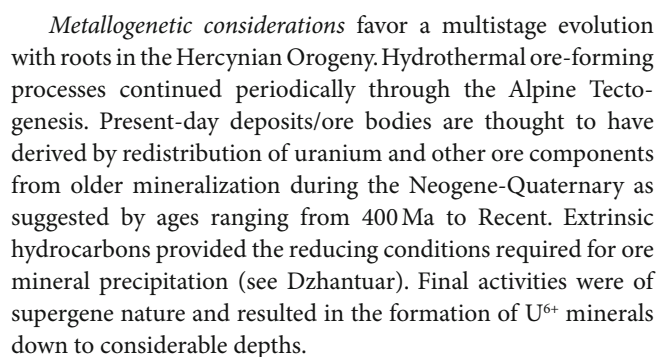 Metallogenetic considerations favor a multistage evolution
with roots in the Hercynian Orogeny. Hydrothermal ore-forming
processes continued periodically through the Alpine Tecto-
genesis. Present-day deposits/ore bodies are thought to have
derived by redistribution of uranium and other ore components
from older mineralization during the Neogene-Quaternary as
suggested by ages ranging from 400 Ma to Recent. Extrinsic
hydrocarbons provided the reducing conditions required for ore
mineral precipitation (see Dzhantuar). Final activities were of
supergene nature and resulted in the formation of U⁶⁺ minerals
down to considerable depths.